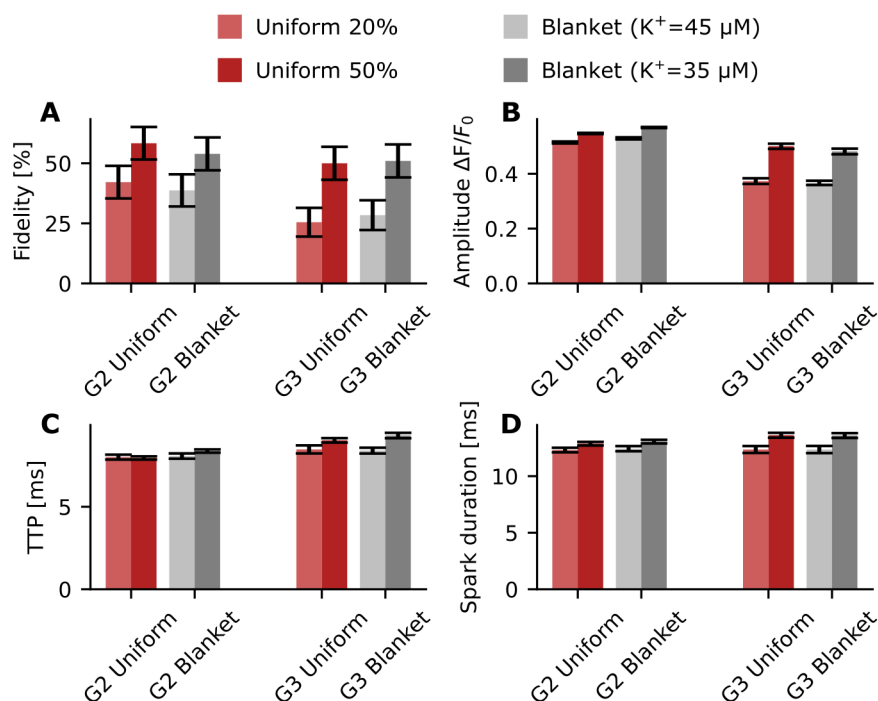 Uniform 20%
Uniform 50%
Blanket (K⁺=45 µM)
Blanket (K⁺=35 µM)
A
Fidelity [%]
50
25
0
G2 Uniform
G2 Blanket
G3 Uniform
G3 Blanket
B
Amplitude ΔF/F₀
0.4
0.2
0.0
G2 Uniform
G2 Blanket
G3 Uniform
G3 Blanket
C
TTP [ms]
5
0
G2 Uniform
G2 Blanket
G3 Uniform
G3 Blanket
D
Spark duration [ms]
10
5
0
G2 Uniform
G2 Blanket
G3 Uniform
G3 Blanket